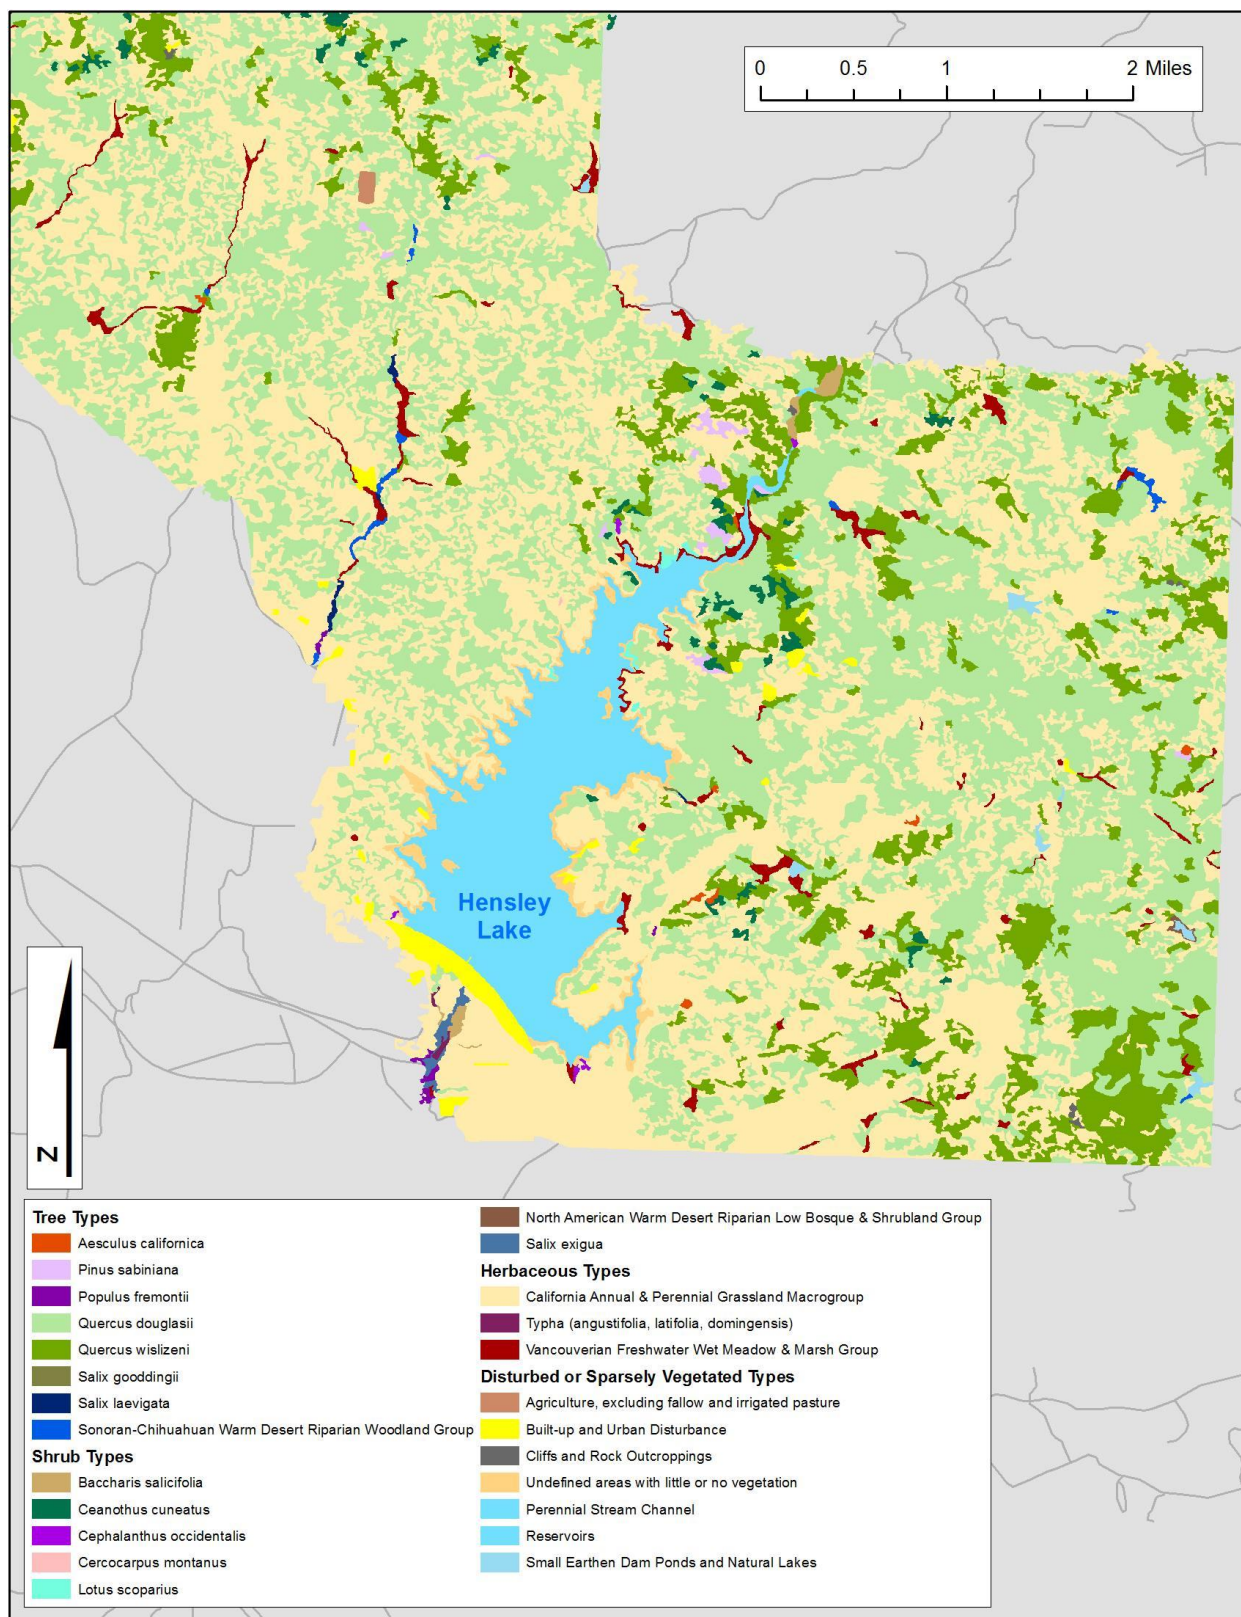 0 0.5 1 2 Miles
Hensley
Lake
N
Tree Types
Aesculus californica
Pinus sabiniana
Populus fremontii
Quercus douglasii
Quercus wislizeni
Salix gooddingii
Salix laevigata
Sonoran-Chihuahuan Warm Desert Riparian Woodland Group
Shrub Types
Baccharis salicifolia
Ceanothus cuneatus
Cephalanthus occidentalis
Cercocarpus montanus
Lotus scoparius
North American Warm Desert Riparian Low Bosque & Shrubland Group
Salix exigua
Herbaceous Types
California Annual & Perennial Grassland Macrogroup
Typha (angustifolia, latifolia, domingensis)
Vancouverian Freshwater Wet Meadow & Marsh Group
Disturbed or Sparsely Vegetated Types
Agriculture, excluding fallow and irrigated pasture
Built-up and Urban Disturbance
Cliffs and Rock Outcroppings
Undefined areas with little or no vegetation
Perennial Stream Channel
Reservoirs
Small Earthen Dam Ponds and Natural Lakes